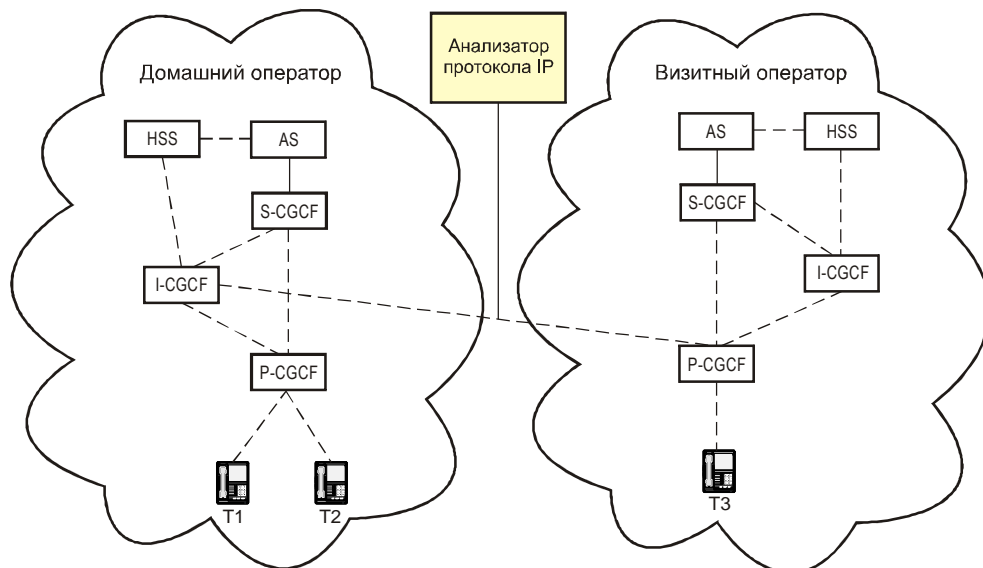 Домашний оператор
Анализатор
протокола IP
Визитный оператор
HSS
AS
AS
HSS
S-CGCF
S-CGCF
I-CGCF
I-CGCF
P-CGCF
P-CGCF
T1
T2
T3